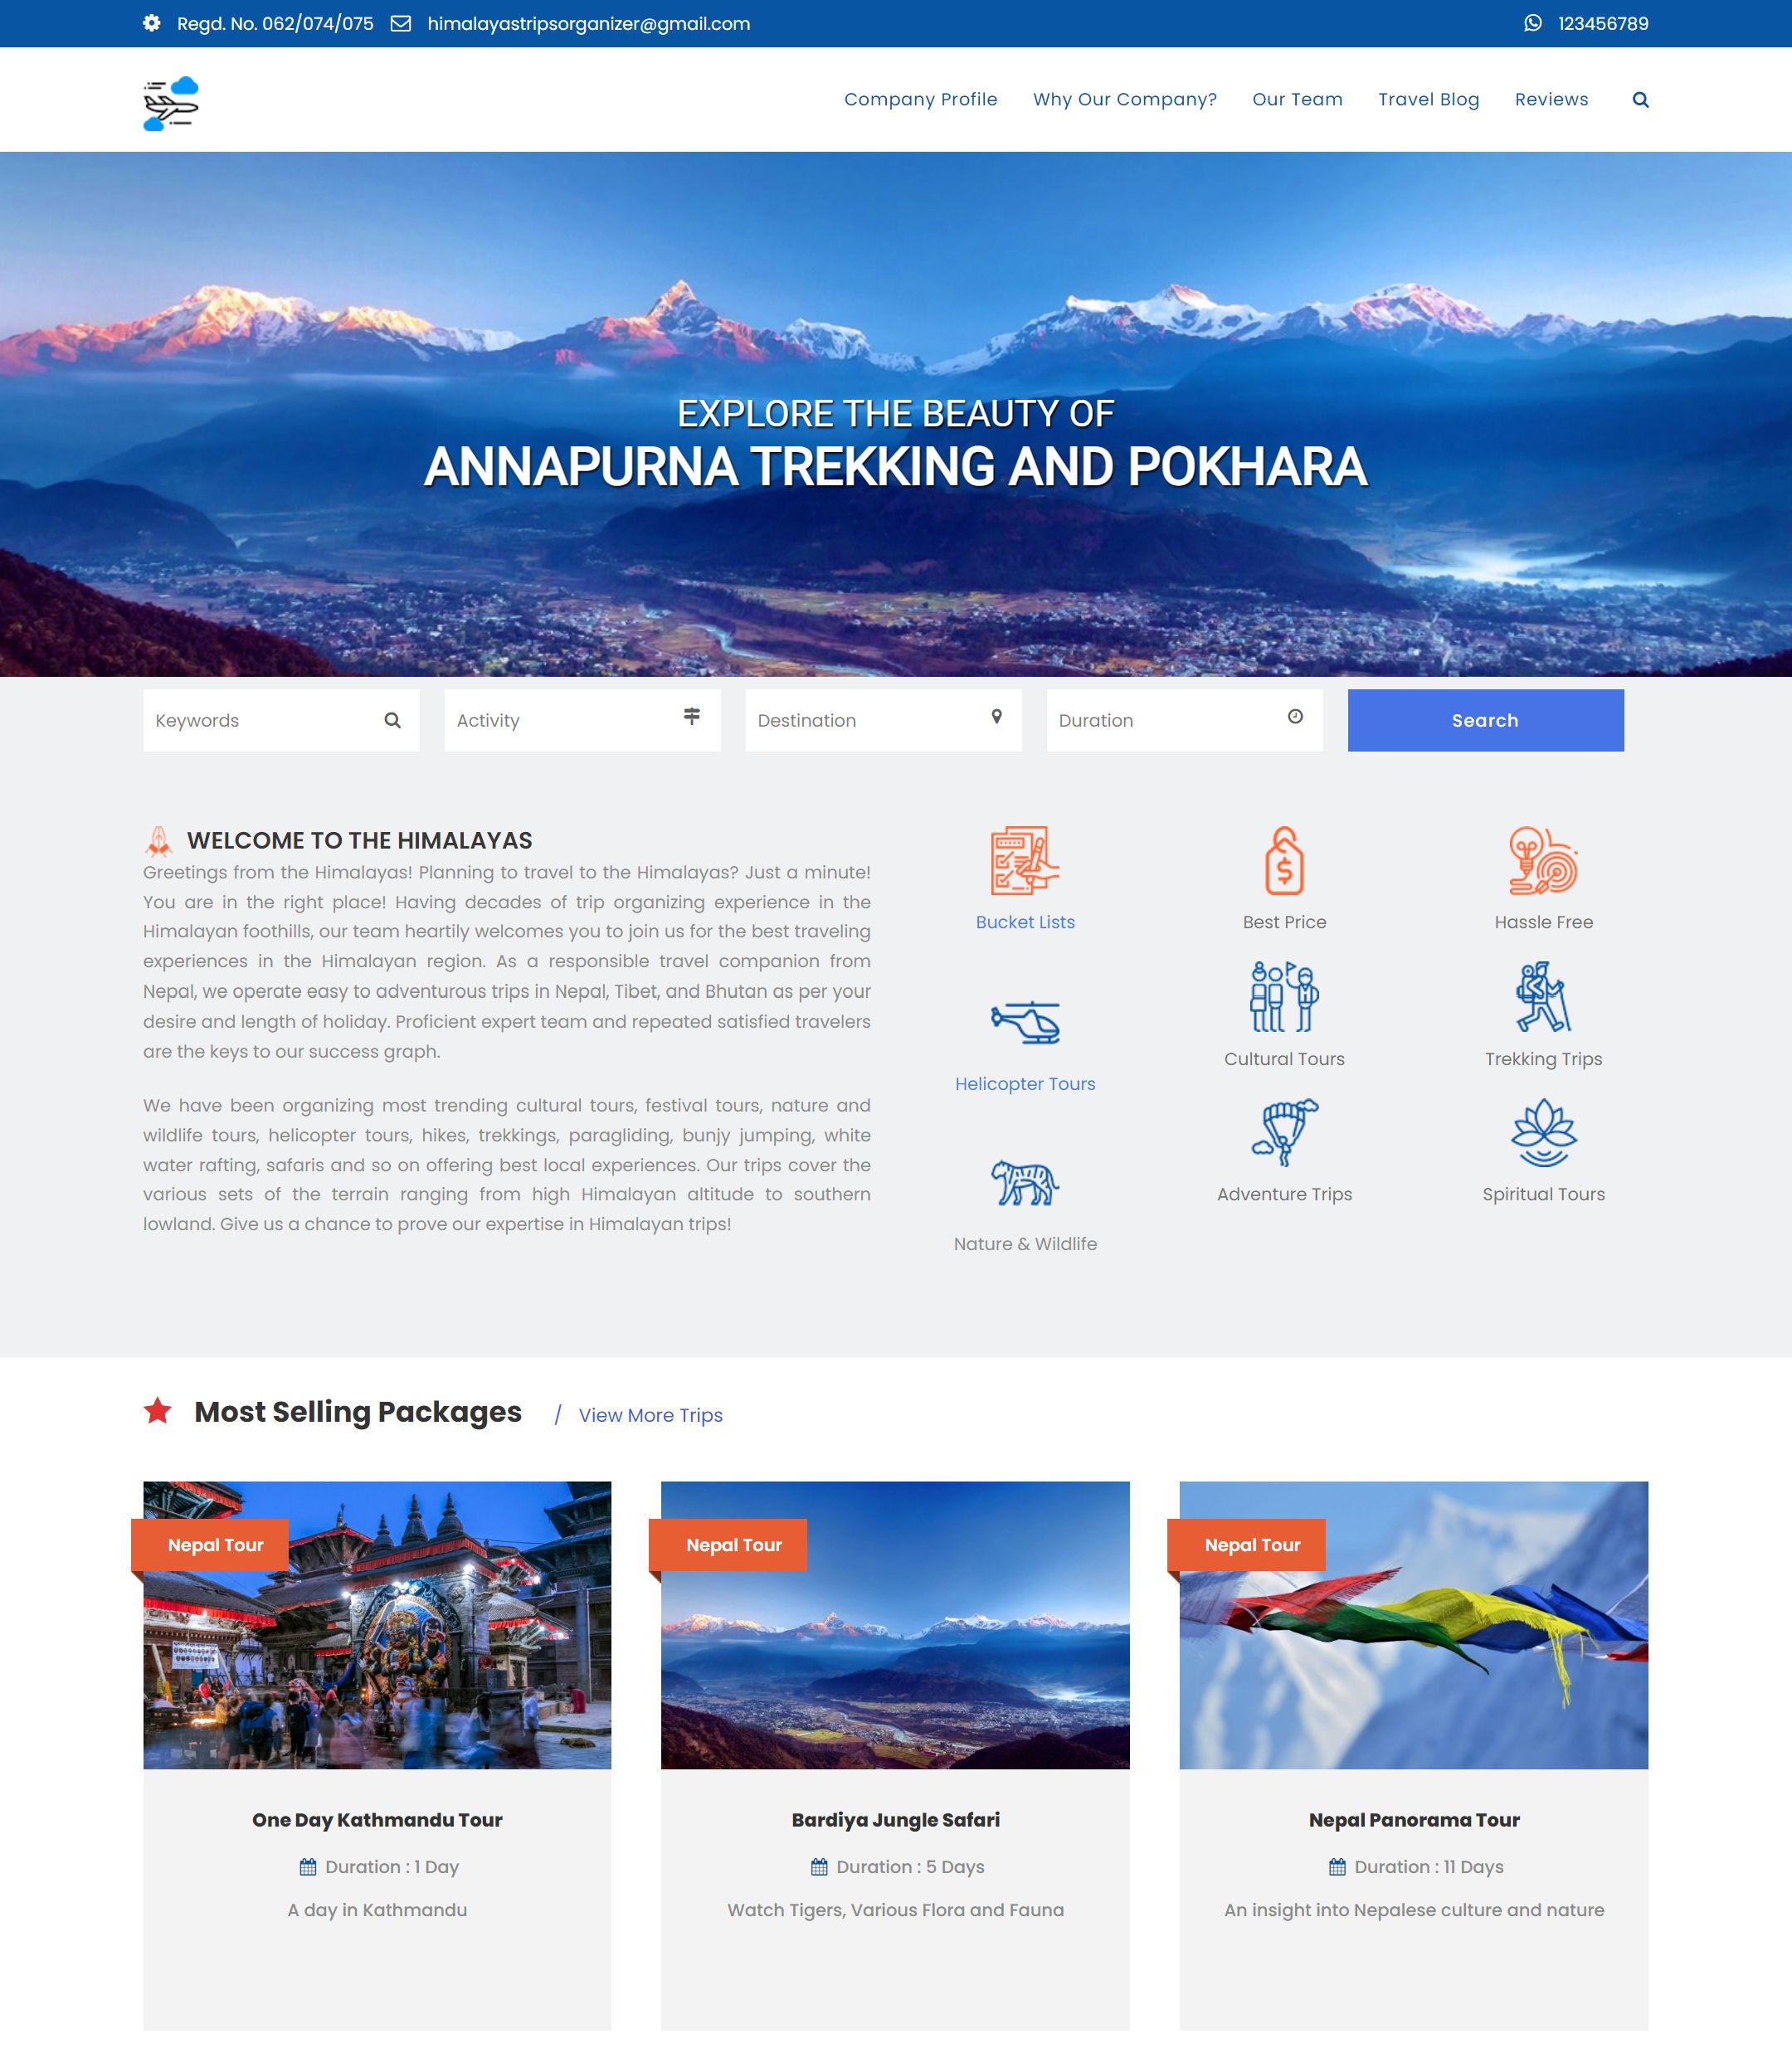 Regd. No. 062/074/075 himalayastripsorganizer@gmail.com 123456789
Company Profile Why Our Company? Our Team Travel Blog Reviews
EXPLORE THE BEAUTY OF
ANNAPURNA TREKKING AND POKHARA
Keywords Activity Destination Duration Search
WELCOME TO THE HIMALAYAS
Greetings from the Himalayas! Planning to travel to the Himalayas? Just a minute!
You are in the right place! Having decades of trip organizing experience in the
Himalayan foothills, our team heartily welcomes you to join us for the best traveling
experiences in the Himalayan region. As a responsible travel companion from
Nepal, we operate easy to adventurous trips in Nepal, Tibet, and Bhutan as per your
desire and length of holiday. Proficient expert team and repeated satisfied travelers
are the keys to our success graph.
We have been organizing most trending cultural tours, festival tours, nature and
wildlife tours, helicopter tours, hikes, trekkings, paragliding, bunjy jumping, white
water rafting, safaris and so on offering best local experiences. Our trips cover the
various sets of the terrain ranging from high Himalayan altitude to southern
lowland. Give us a chance to prove our expertise in Himalayan trips!
Bucket Lists
Helicopter Tours
Nature & Wildlife
Best Price
Cultural Tours
Adventure Trips
Hassle Free
Trekking Trips
Spiritual Tours
Most Selling Packages / View More Trips
Nepal Tour
One Day Kathmandu Tour
Duration : 1 Day
A day in Kathmandu
Nepal Tour
Bardiya Jungle Safari
Duration : 5 Days
Watch Tigers, Various Flora and Fauna
Nepal Tour
Nepal Panorama Tour
Duration : 11 Days
An insight into Nepalese culture and nature